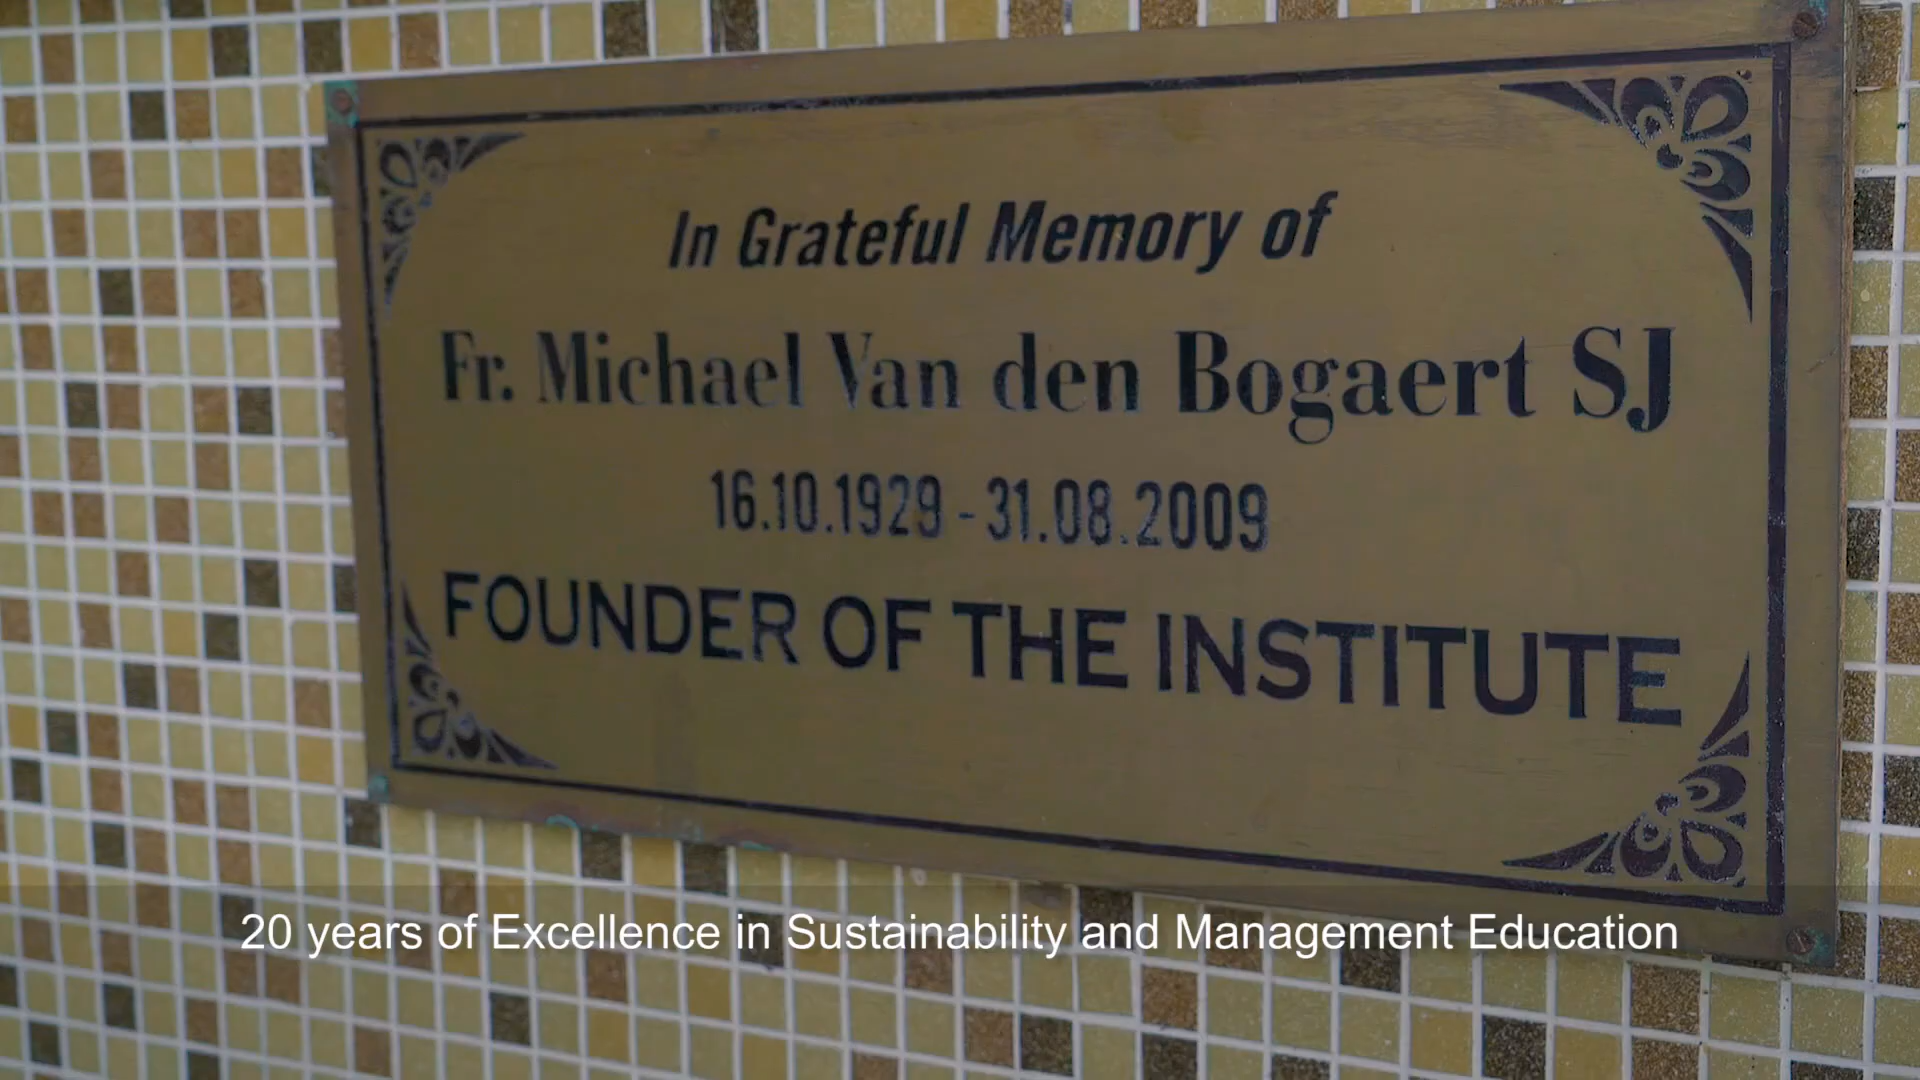 In Grateful Memory of
Fr. Michael Van den Bogaert SJ
16.10.1929 - 31.08.2009
FOUNDER OF THE INSTITUTE
20 years of Excellence in Sustainability and Management Education